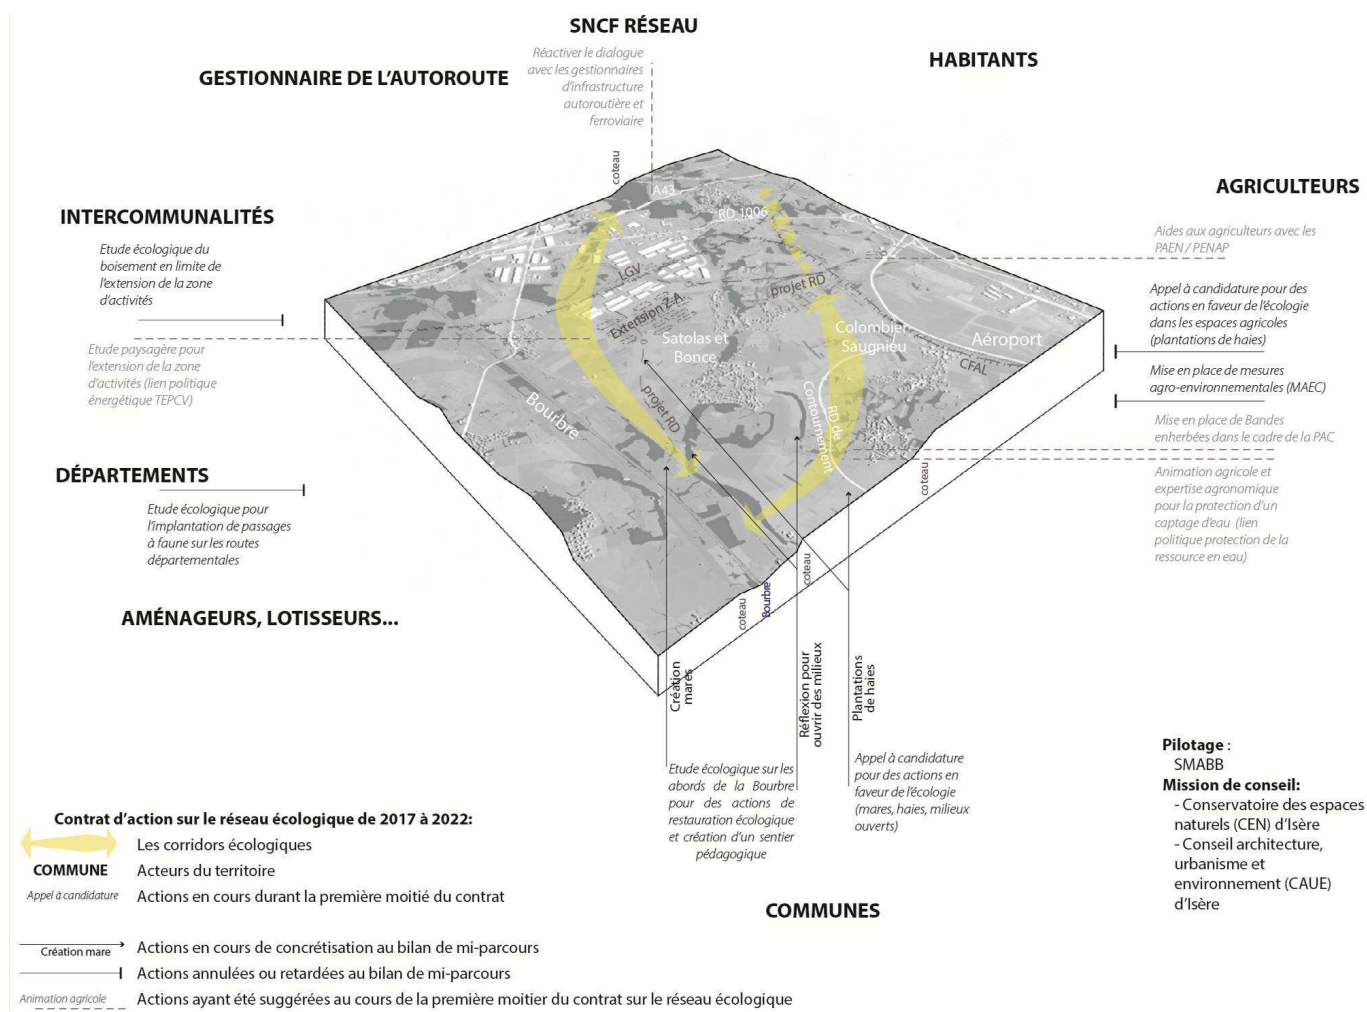 SNCF RÉSEAU
Réactiver le dialogue
avec les gestionnaires
d'infrastructure
autoroutière et
ferroviaire
GESTIONNAIRE DE L'AUTOROUTE
HABITANTS
AGRICULTEURS
INTERCOMMUNALITÉS
Etude écologique du
boisement en limite de
l'extension de la zone
d'activités
Etude paysagère pour
l'extension de la zone
d'activités (lien politique
énergétique TEPCV)
DÉPARTEMENTS
Etude écologique pour
l'implantation de passages
à faune sur les routes
départementales
AMÉNAGEURS, LOTISSEURS...
coteau
A43
RD 1006
LGV
projet RD
Extension Z.A
Satolas et
Bonce
Colombier
Saugnieu
Aéroport
CFAL
projet RD
Bourbre
RD de
Contournement
coteau
coteau
Bourbre
coteau
Aides aux agriculteurs avec les
PAEN / PENAP
Appel à candidature pour des
actions en faveur de l'écologie
dans les espaces agricoles
(plantations de haies)
Mise en place de mesures
agro-environnementales (MAEC)
Mise en place de Bandes
enherbées dans le cadre de la PAC
Animation agricole et
expertise agronomique
pour la protection d'un
captage d'eau (lien
politique protection de la
ressource en eau)
Création
mares
Réflexion pour
ouvrir des milieux
Plantations
de haies
Etude écologique sur les
abords de la Bourbre
pour des actions de
restauration écologique
et création d'un sentier
pédagogique
Appel à candidature
pour des actions en
faveur de l'écologie
(mares, haies, milieux
ouverts)
COMMUNES
Pilotage :
SMABB
Mission de conseil:
- Conservatoire des espaces
naturels (CEN) d'Isère
- Conseil architecture,
urbanisme et
environnement (CAUE)
d'Isère
Contrat d'action sur le réseau écologique de 2017 à 2022:
Les corridors écologiques
COMMUNE Acteurs du territoire
Appel à candidature Actions en cours durant la première moitié du contrat
Création mare Actions en cours de concrétisation au bilan de mi-parcours
Actions annulées ou retardées au bilan de mi-parcours
Animation agricole Actions ayant été suggérées au cours de la première moitier du contrat sur le réseau écologique